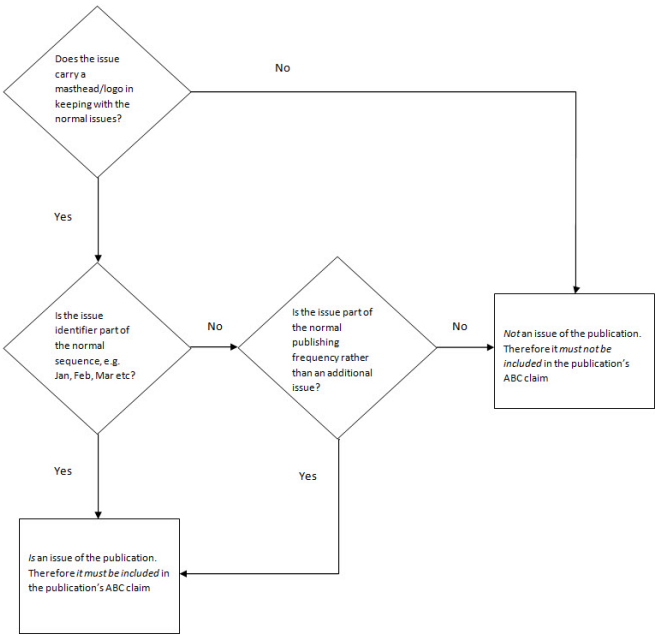 Does the issue
carry a
masthead/logo in
keeping with the
normal issues?
No
Yes
Is the issue
identifier part of
the normal
sequence, e.g.
Jan, Feb, Mar etc?
No
Is the issue part of
the normal
publishing
frequency rather
than an additional
issue?
No
Not an issue of the publication.
Therefore it must not be
included in the publication's
ABC claim
Yes
Yes
Is an issue of the publication.
Therefore it must be included in
the publication's ABC claim